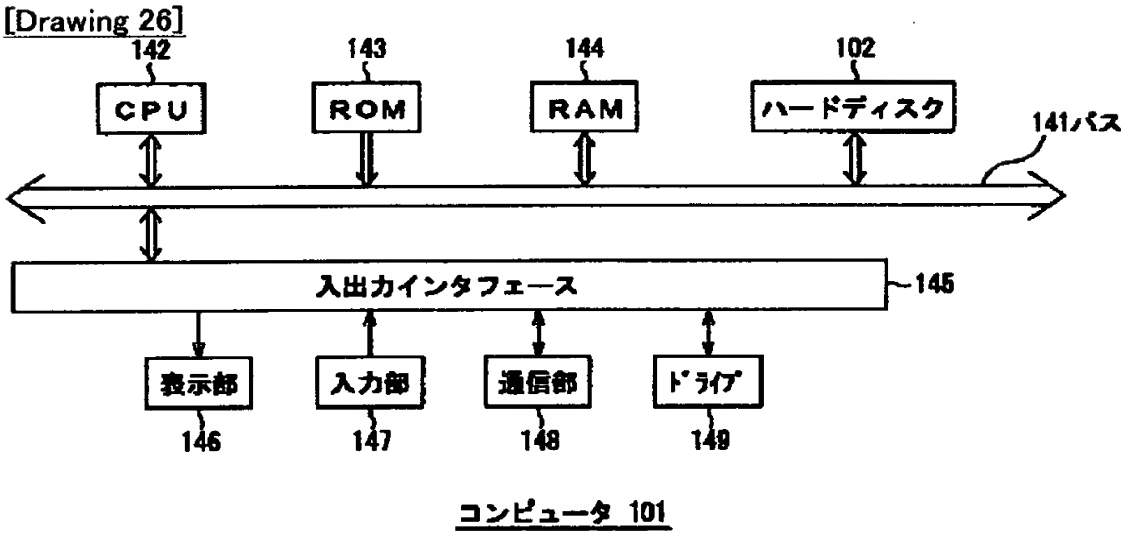 [Drawing 26]
142 143 144 102
CPU ROM RAM ハードディスク
141バス
入出力インタフェース 145
表示部 入力部 通信部 ドライブ
146 147 148 149
コンピュータ 101